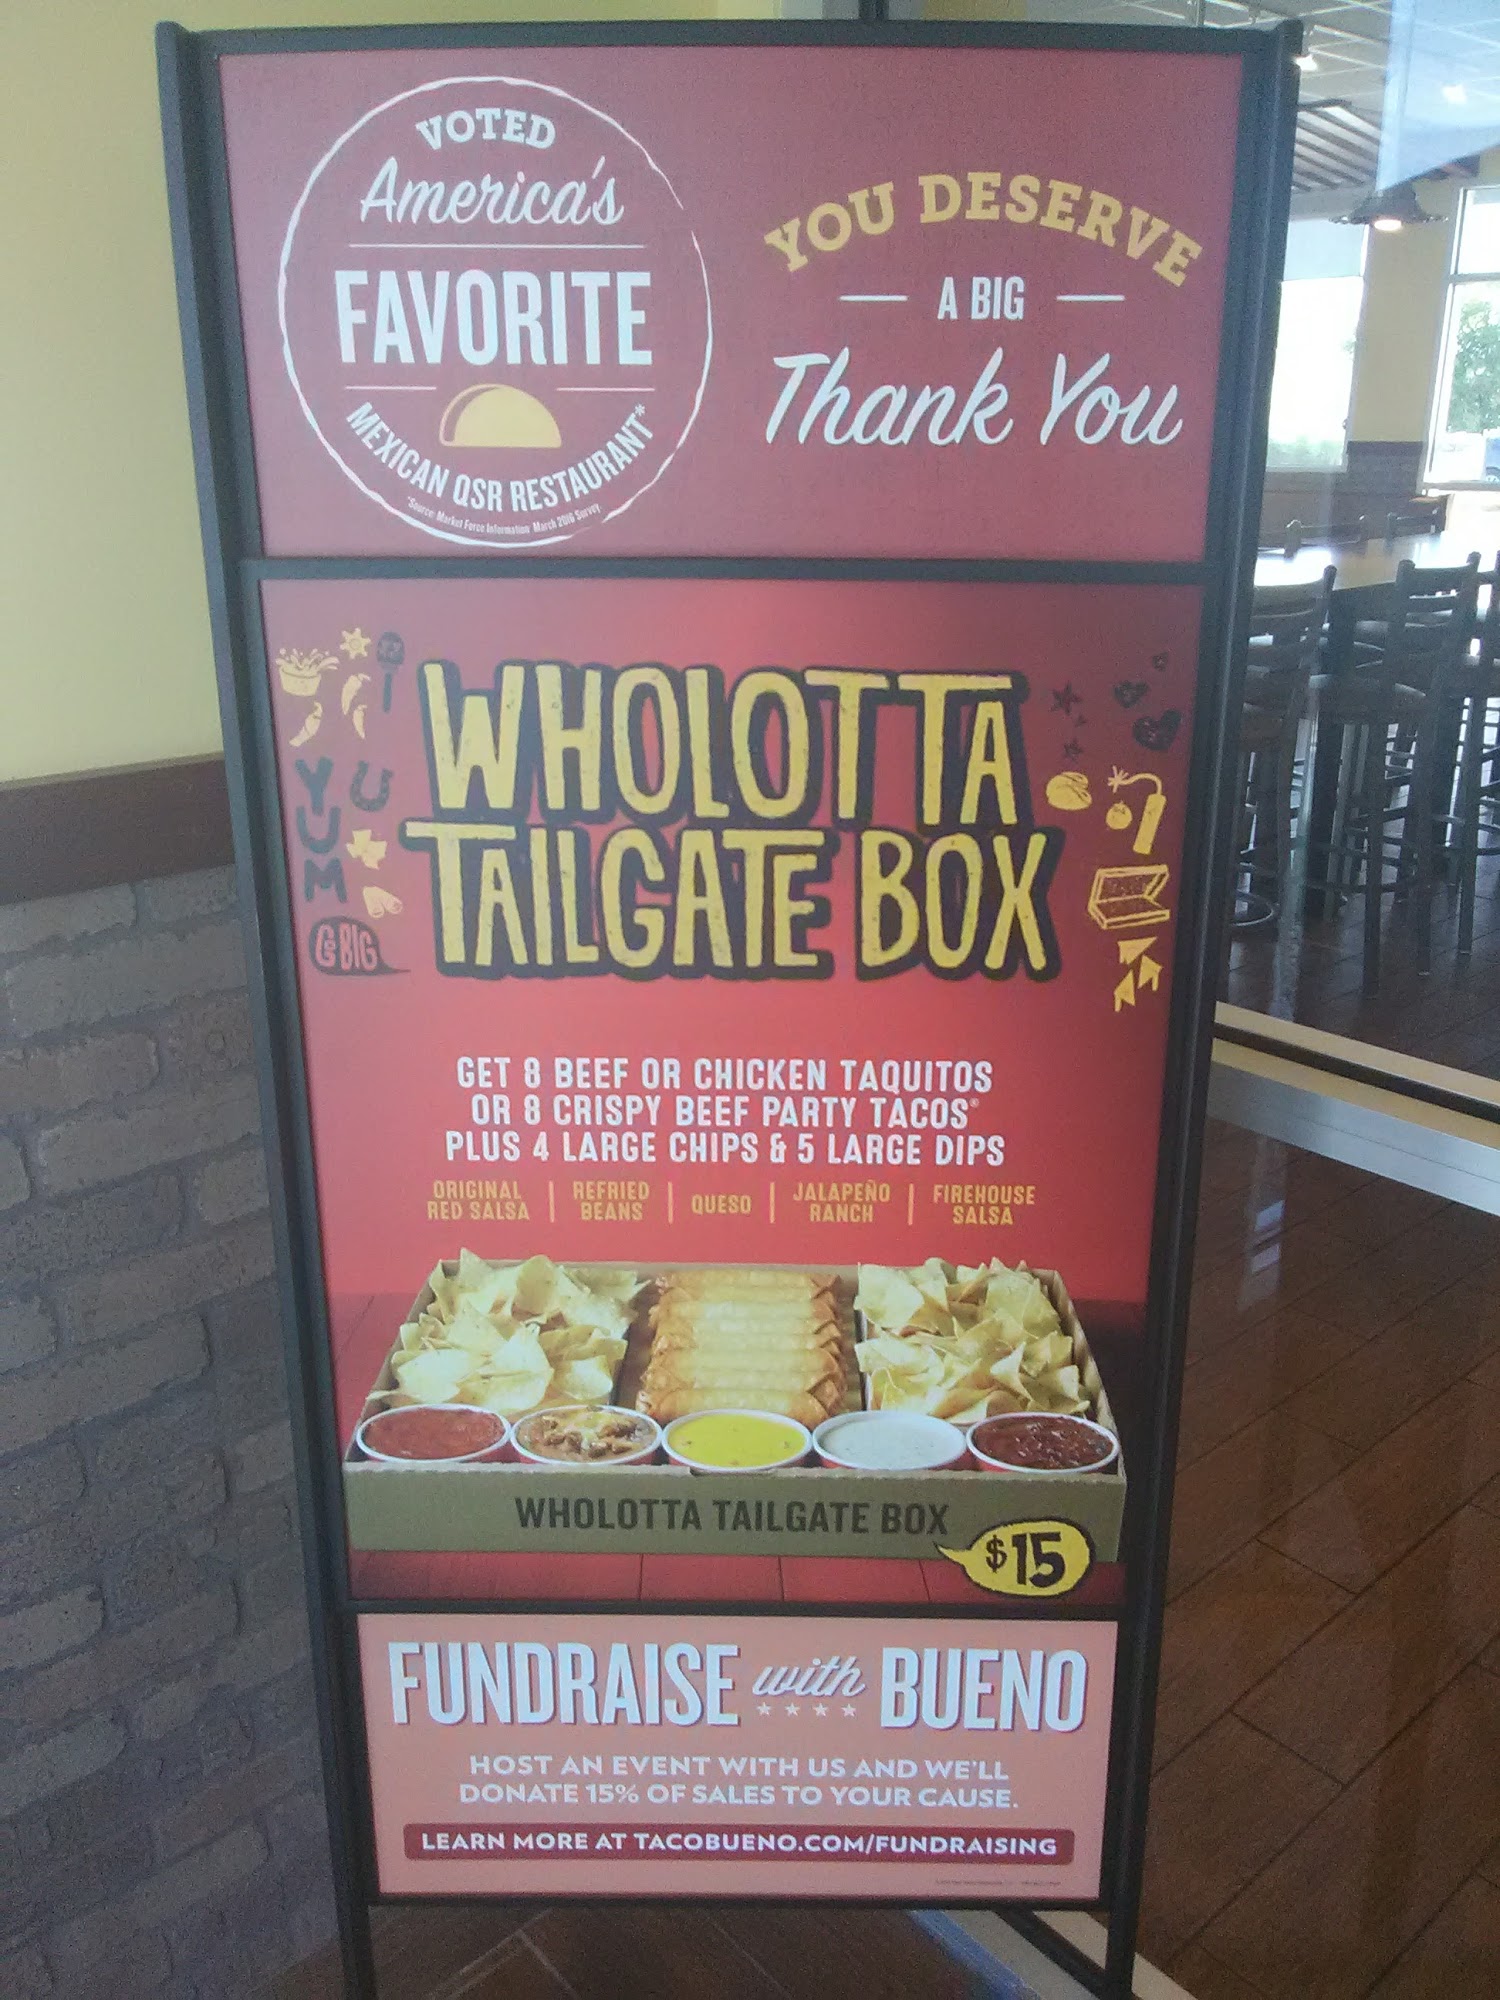 VOTED
America's
FAVORITE
MEXICAN QSR RESTAURANT*
*Source: Market Force Information March 2016 Survey
YOU DESERVE
A BIG
Thank You
YUM
GO BIG
WHOLOTTA
TAILGATE BOX
GET 8 BEEF OR CHICKEN TAQUITOS
OR 8 CRISPY BEEF PARTY TACOS®
PLUS 4 LARGE CHIPS & 5 LARGE DIPS
ORIGINAL RED SALSA | REFRIED BEANS | QUESO | JALAPEÑO RANCH | FIREHOUSE SALSA
WHOLOTTA TAILGATE BOX
$15
FUNDRAISE with BUENO
HOST AN EVENT WITH US AND WE'LL
DONATE 15% OF SALES TO YOUR CAUSE.
LEARN MORE AT TACOBUENO.COM/FUNDRAISING